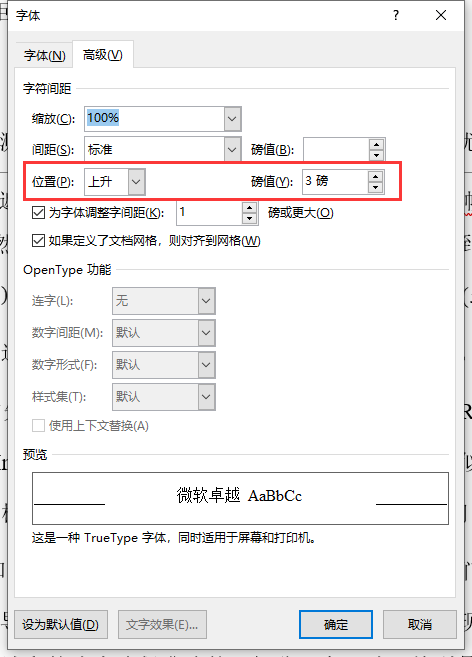 字体
? ×
字体(N) 高级(V)
字符间距
缩放(C): 100%
间距(S): 标准 磅值(B):
位置(P): 上升 磅值(Y): 3 磅
为字体调整字间距(K): 1 磅或更大(O)
如果定义了文档网格，则对齐到网格(W)
OpenType 功能
连字(L): 无
数字间距(M): 默认
数字形式(F): 默认
样式集(T): 默认
使用上下文替换(A)
预览
微软卓越 AaBbCc
这是一种 TrueType 字体，同时适用于屏幕和打印机。
设为默认值(D) 文字效果(E)... 确定 取消